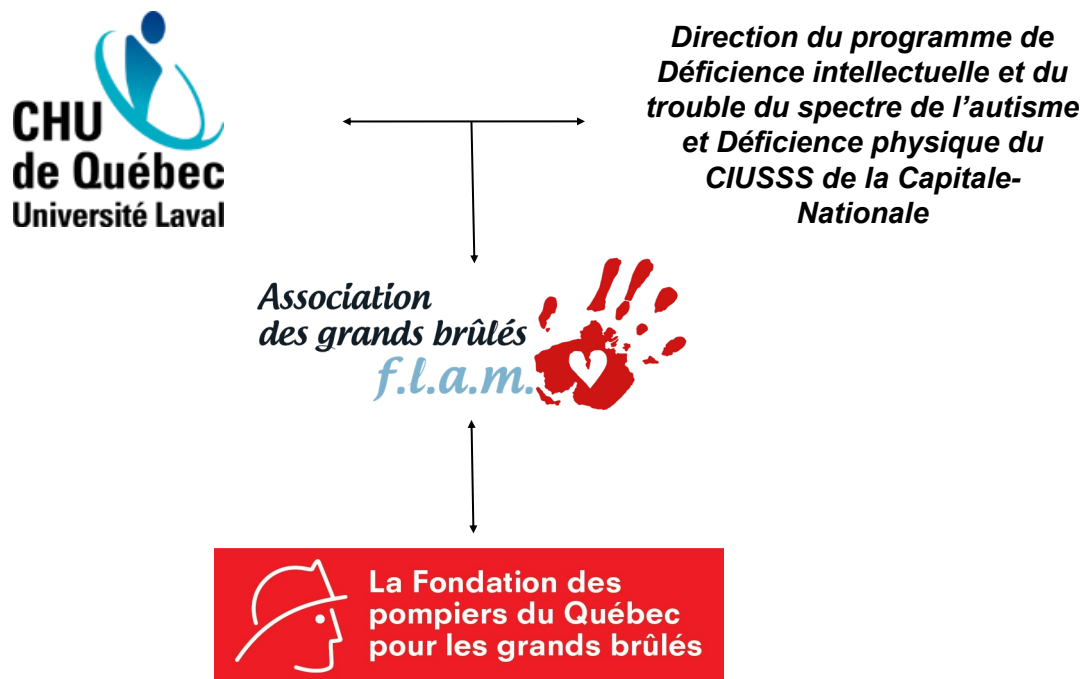 CHU
de Québec
Université Laval
Direction du programme de
Déficience intellectuelle et du
trouble du spectre de l’autisme
et Déficience physique du
CIUSSS de la Capitale-
Nationale
Association
des grands brûlés
f.l.a.m.
La Fondation des
pompiers du Québec
pour les grands brûlés